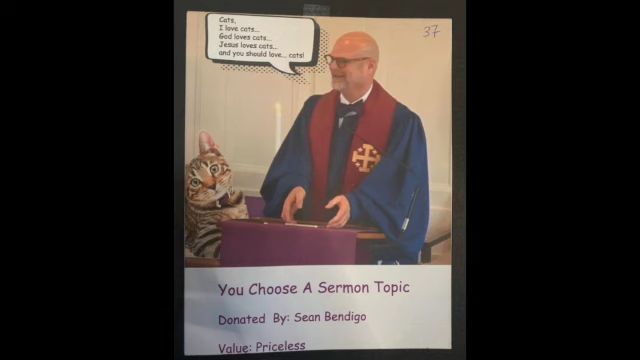 Cats,
I love cats...
God loves cats...
Jesus loves cats...
and you should love... cats!
37
You Choose A Sermon Topic
Donated By: Sean Bendigo
Value: Priceless